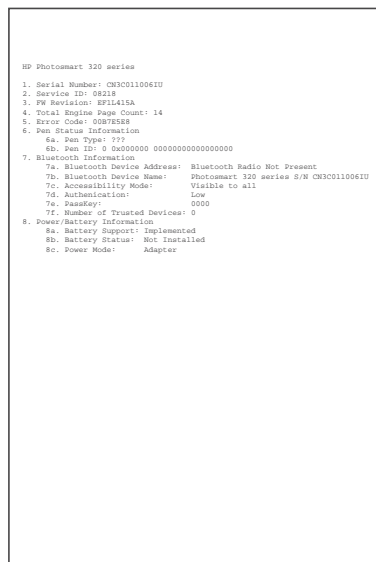 HP Photosmart 320 series
1. Serial Number: CN3C011006IU
2. Service ID: 08218
3. FW Revision: EF1L415A
4. Total Engine Page Count: 14
5. Error Code: 00B7E5E8
6. Pen Status Information
6a. Pen Type: ???
6b. Pen ID: 0 0x000000 0000000000000000
7. Bluetooth Information
7a. Bluetooth Device Address: Bluetooth Radio Not Present
7b. Bluetooth Device Name: Photosmart 320 series S/N CN3C011006IU
7c. Accessibility Mode: Visible to all
7d. Authenication: Low
7e. PassKey: 0000
7f. Number of Trusted Devices: 0
8. Power/Battery Information
8a. Battery Support: Implemented
8b. Battery Status: Not Installed
8c. Power Mode: Adapter